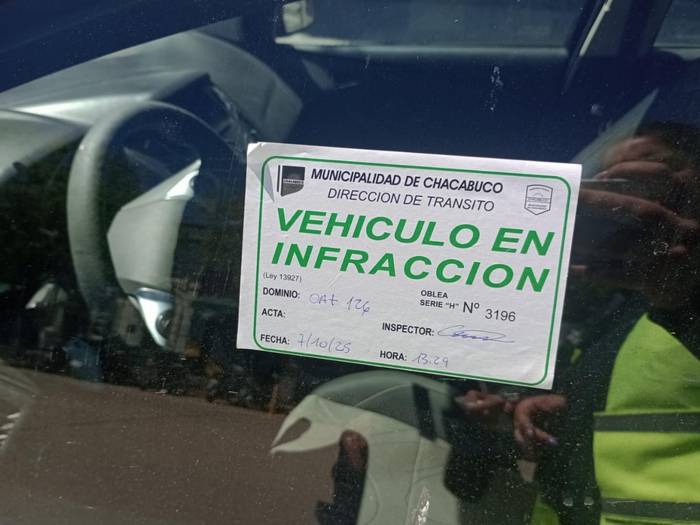 MUNICIPALIDAD DE CHACABUCO
DIRECCION DE TRANSITO
VEHICULO EN
INFRACCION
(Ley 13927)
DOMINIO: OAT 126
OBLEA
SERIE "H" Nº 3196
ACTA:
INSPECTOR:
FECHA: 7/10/25
HORA: 13:29